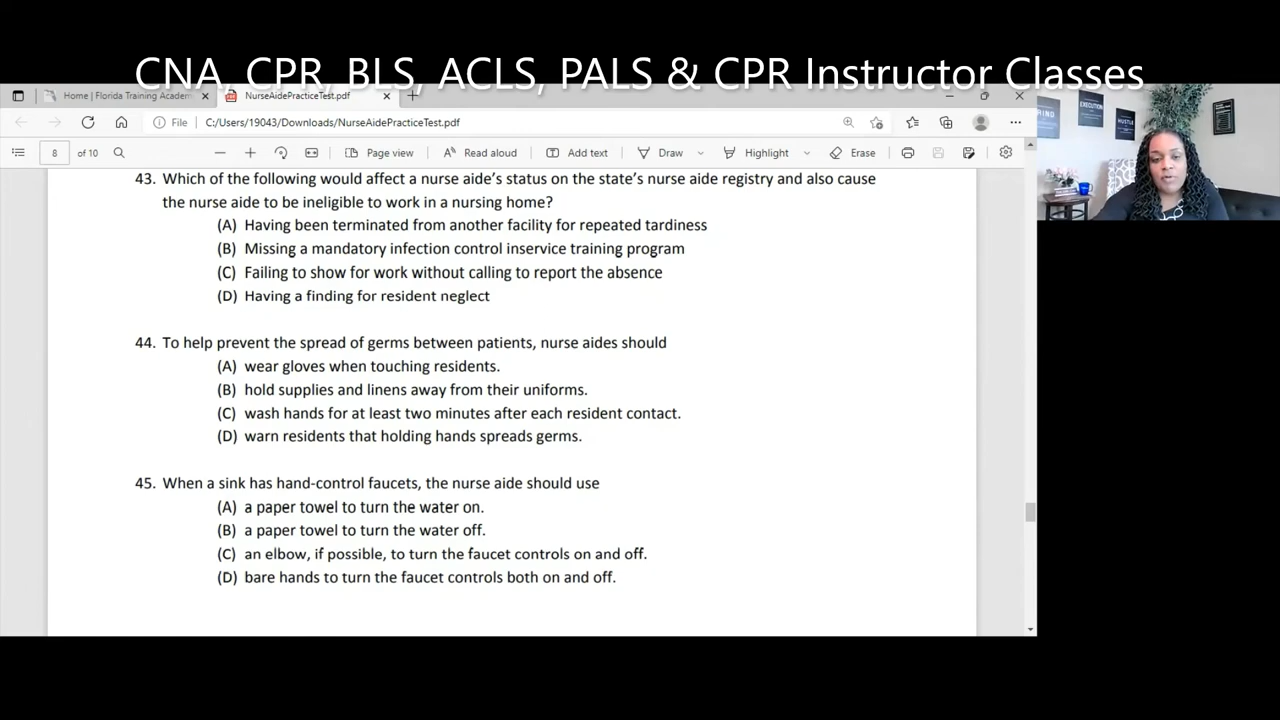 CNA, CPR, BLS, ACLS, PALS & CPR Instructor Classes
Home | Florida Training Academ
NurseAidePracticeTest.pdf
File C:/Users/19043/Downloads/NurseAidePracticeTest.pdf
8 of 10 Page view Read aloud Add text Draw Highlight Erase
EXECUTION
HUSTLE
43. Which of the following would affect a nurse aide's status on the state's nurse aide registry and also cause
the nurse aide to be ineligible to work in a nursing home?
(A) Having been terminated from another facility for repeated tardiness
(B) Missing a mandatory infection control inservice training program
(C) Failing to show for work without calling to report the absence
(D) Having a finding for resident neglect
44. To help prevent the spread of germs between patients, nurse aides should
(A) wear gloves when touching residents.
(B) hold supplies and linens away from their uniforms.
(C) wash hands for at least two minutes after each resident contact.
(D) warn residents that holding hands spreads germs.
45. When a sink has hand-control faucets, the nurse aide should use
(A) a paper towel to turn the water on.
(B) a paper towel to turn the water off.
(C) an elbow, if possible, to turn the faucet controls on and off.
(D) bare hands to turn the faucet controls both on and off.